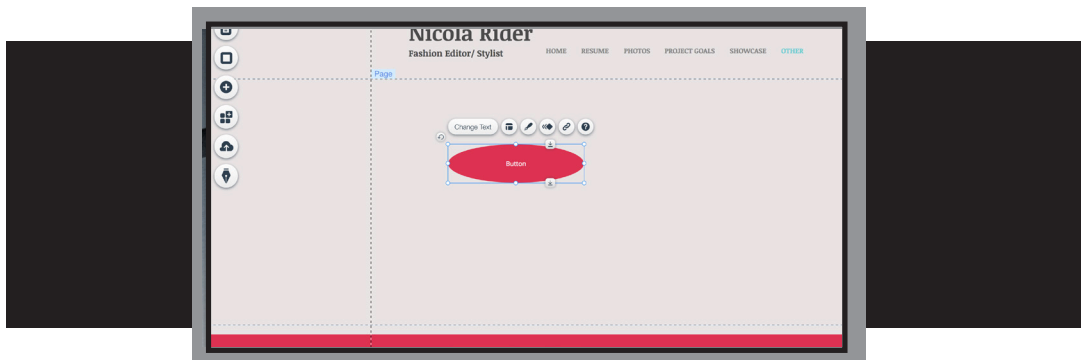 Nicola Rider
Fashion Editor/ Stylist
HOME RESUME PHOTOS PROJECT GOALS SHOWCASE OTHER
Page
Change Text
Button